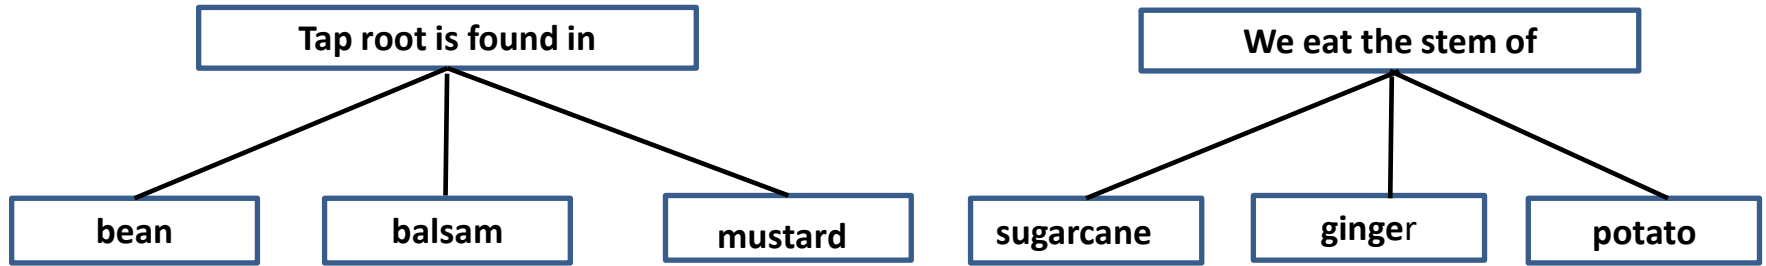 Tap root is found in
bean
balsam
mustard
We eat the stem of
sugarcane
ginger
potato